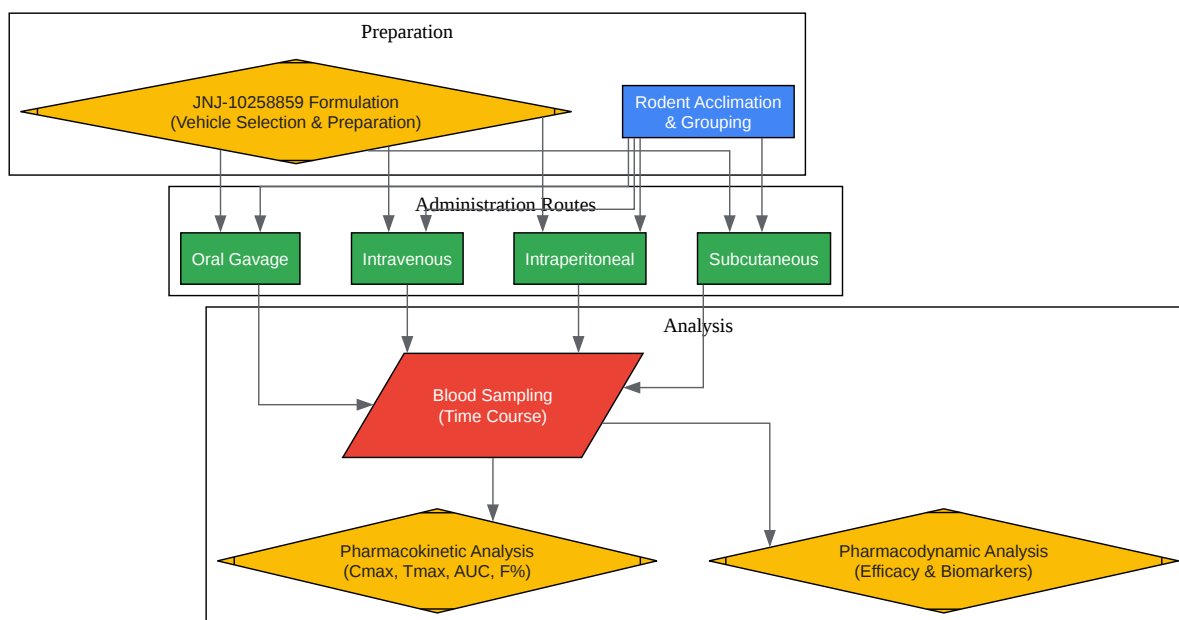 Preparation
JNJ-10258859 Formulation
(Vehicle Selection & Preparation)
Rodent Acclimation
& Grouping
Administration Routes
Oral Gavage
Intravenous
Intraperitoneal
Subcutaneous
Analysis
Blood Sampling
(Time Course)
Pharmacokinetic Analysis
(Cmax, Tmax, AUC, F%)
Pharmacodynamic Analysis
(Efficacy & Biomarkers)